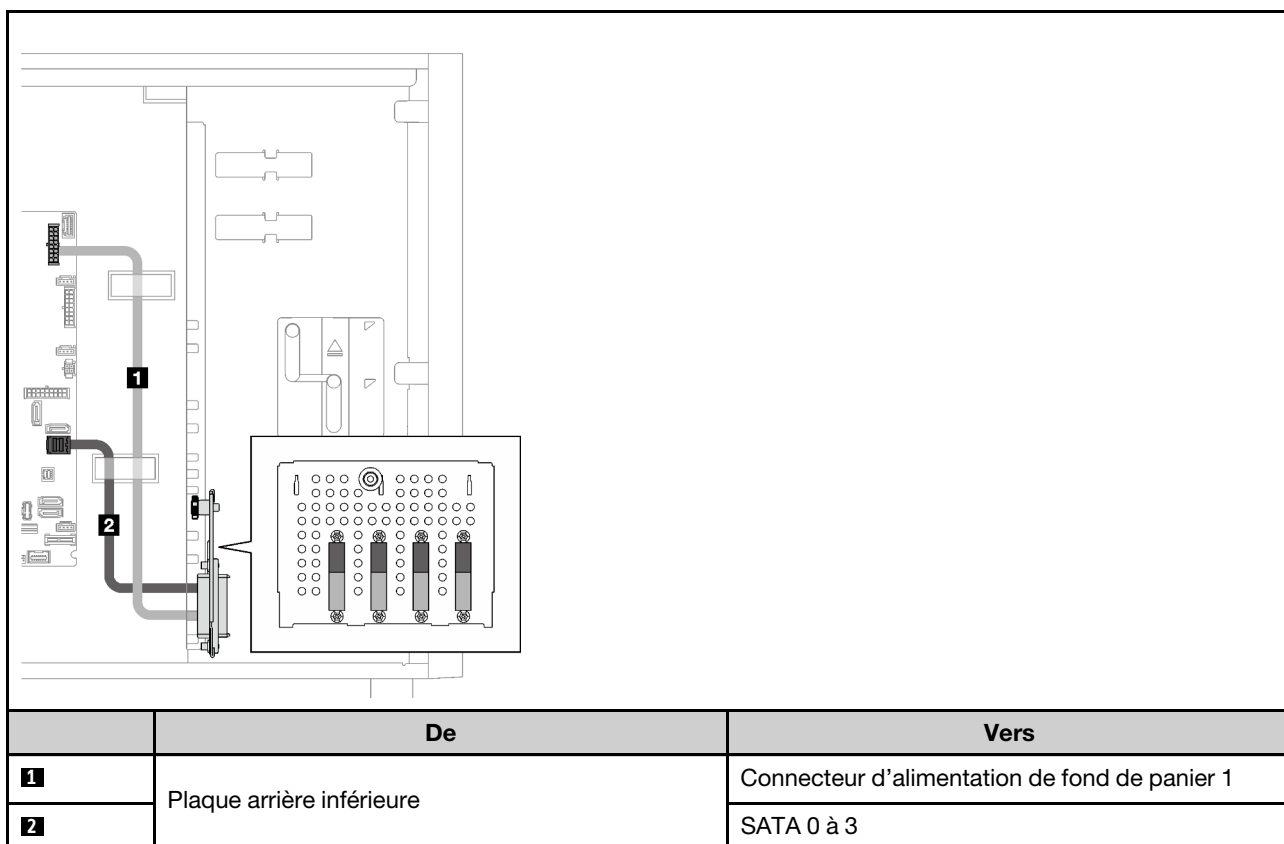 1
2
De Vers
1 Plaque arrière inférieure Connecteur d’alimentation de fond de panier 1
2 SATA 0 à 3